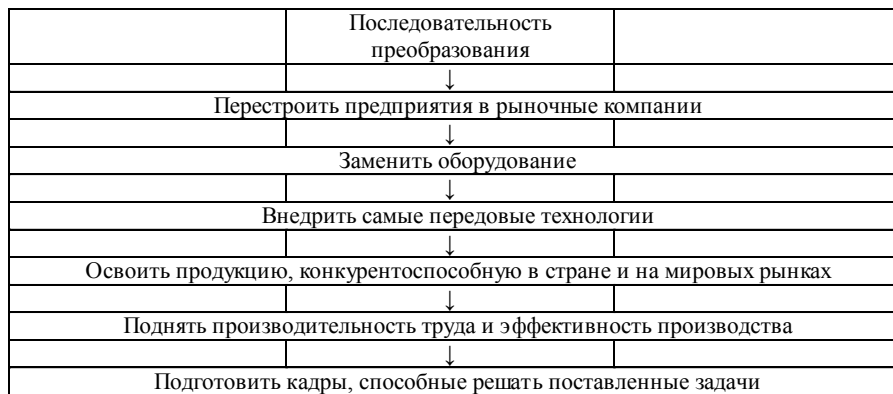 Последовательность
преобразования
↓
Перестроить предприятия в рыночные компании
↓
Заменить оборудование
↓
Внедрить самые передовые технологии
↓
Освоить продукцию, конкурентоспособную в стране и на мировых рынках
↓
Поднять производительность труда и эффективность производства
↓
Подготовить кадры, способные решать поставленные задачи